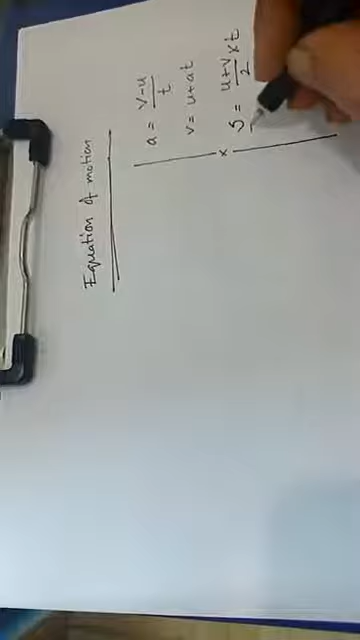 Equation of motion
a = v-u/t
v = u+at
x
S = u+v/2 x t